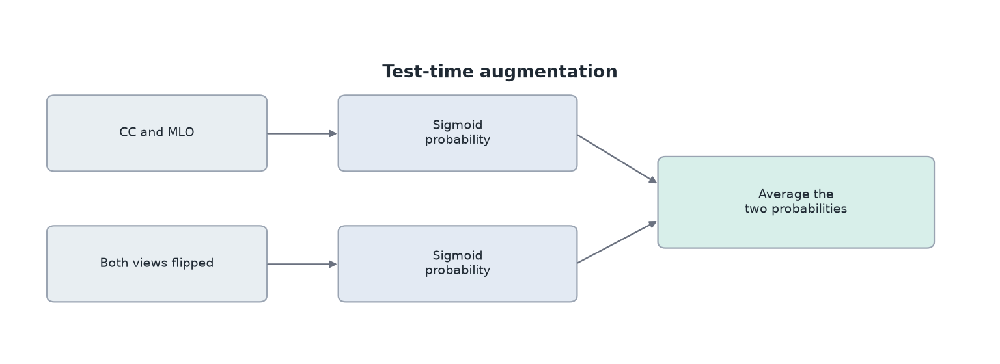 Test-time augmentation
CC and MLO
Sigmoid
probability
Both views flipped
Sigmoid
probability
Average the
two probabilities